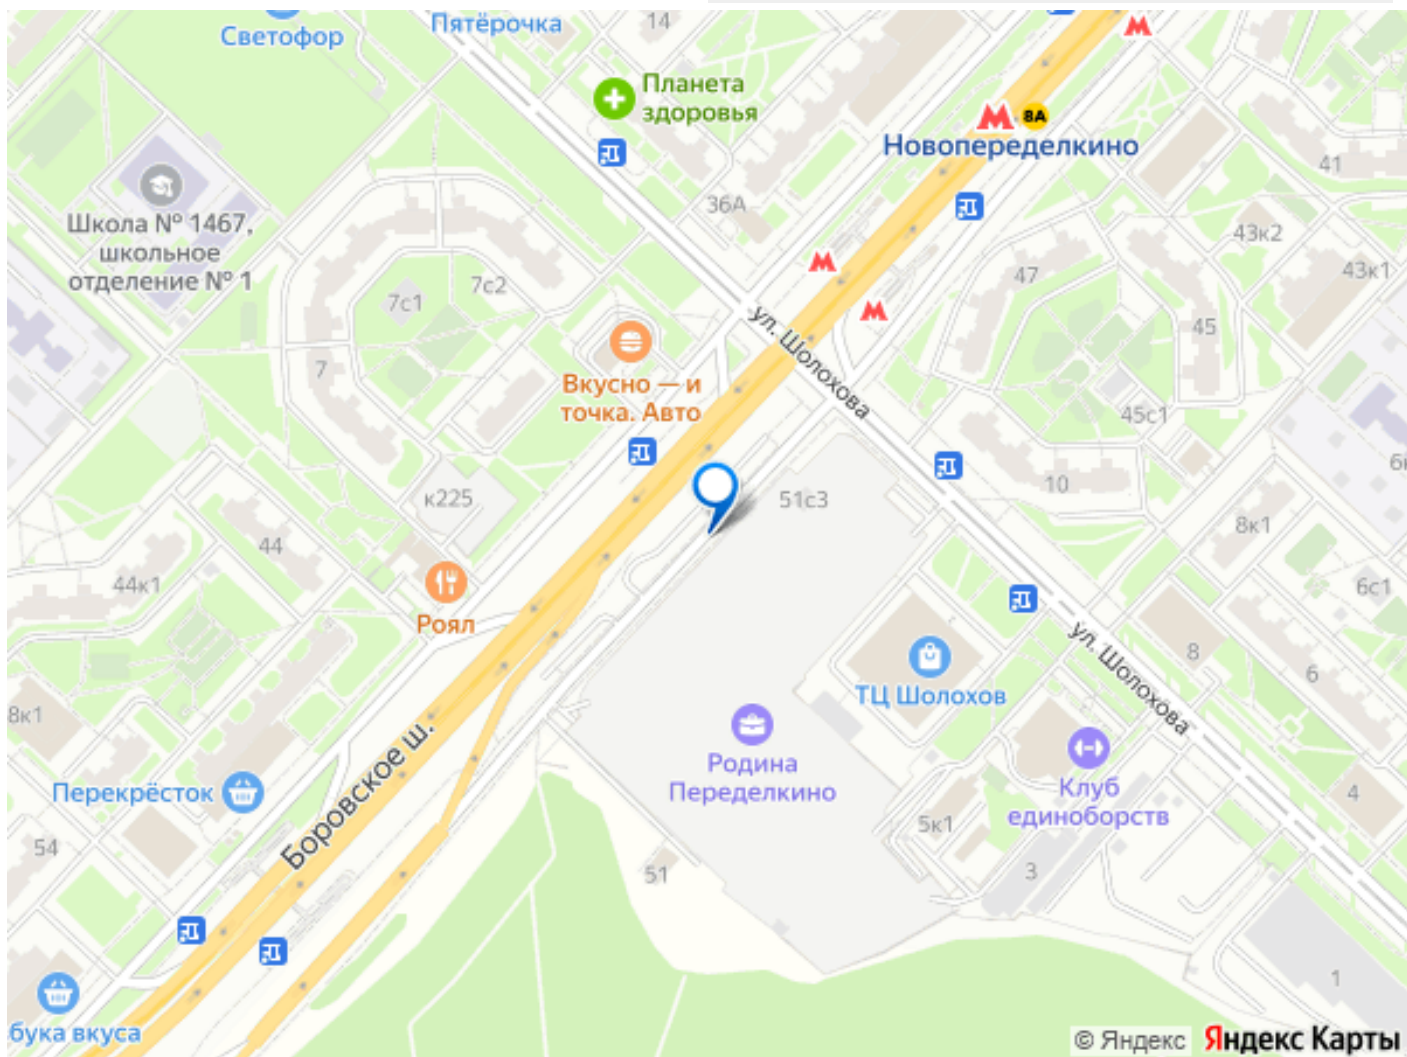 Светофор
Пятёрочка
14
Планета
здоровья
8А
Новопеределкино
41
Школа № 1467,
школьное
отделение № 1
36А
43к2
43к1
47
7с2
7с1
7
45
ул. Шолохова
Вкусно — и
точка. Авто
45с1
к225
51с3
10
8к1
44
44к1
6с1
Роял
ул. Шолохова
8
6
ТЦ Шолохов
8к1
Боровское ш.
Родина
Переделкино
Клуб
единоборств
Перекрёсток
4
5к1
54
51
3
1
бука вкуса
© Яндекс Яндекс Карты